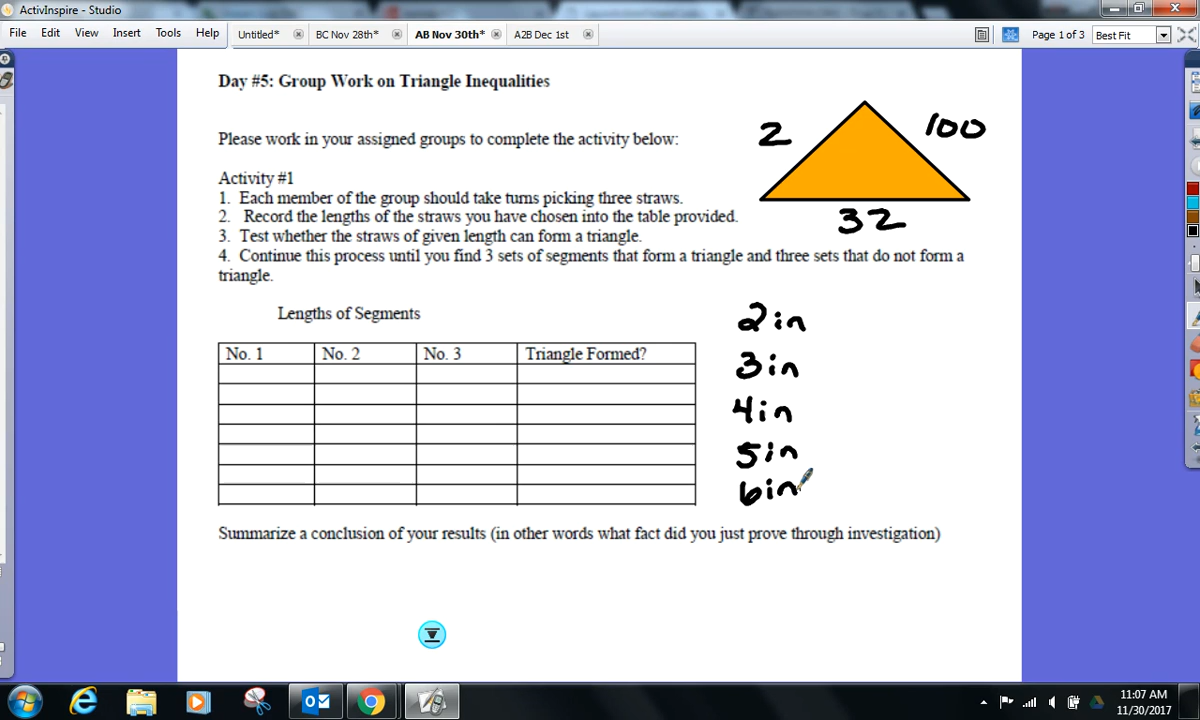 ActivInspire - Studio
File Edit View Insert Tools Help
Untitled* BC Nov 28th* AB Nov 30th* A2B Dec 1st
Page 1 of 3 Best Fit
Day #5: Group Work on Triangle Inequalities
2 100
Please work in your assigned groups to complete the activity below:
Activity #1
1. Each member of the group should take turns picking three straws.
2. Record the lengths of the straws you have chosen into the table provided.
32
3. Test whether the straws of given length can form a triangle.
4. Continue this process until you find 3 sets of segments that form a triangle and three sets that do not form a
triangle.
Lengths of Segments
2in
No. 1 No. 2 No. 3 Triangle Formed?
3in
4in
5in
6in
Summarize a conclusion of your results (in other words what fact did you just prove through investigation)
11:07 AM
11/30/2017